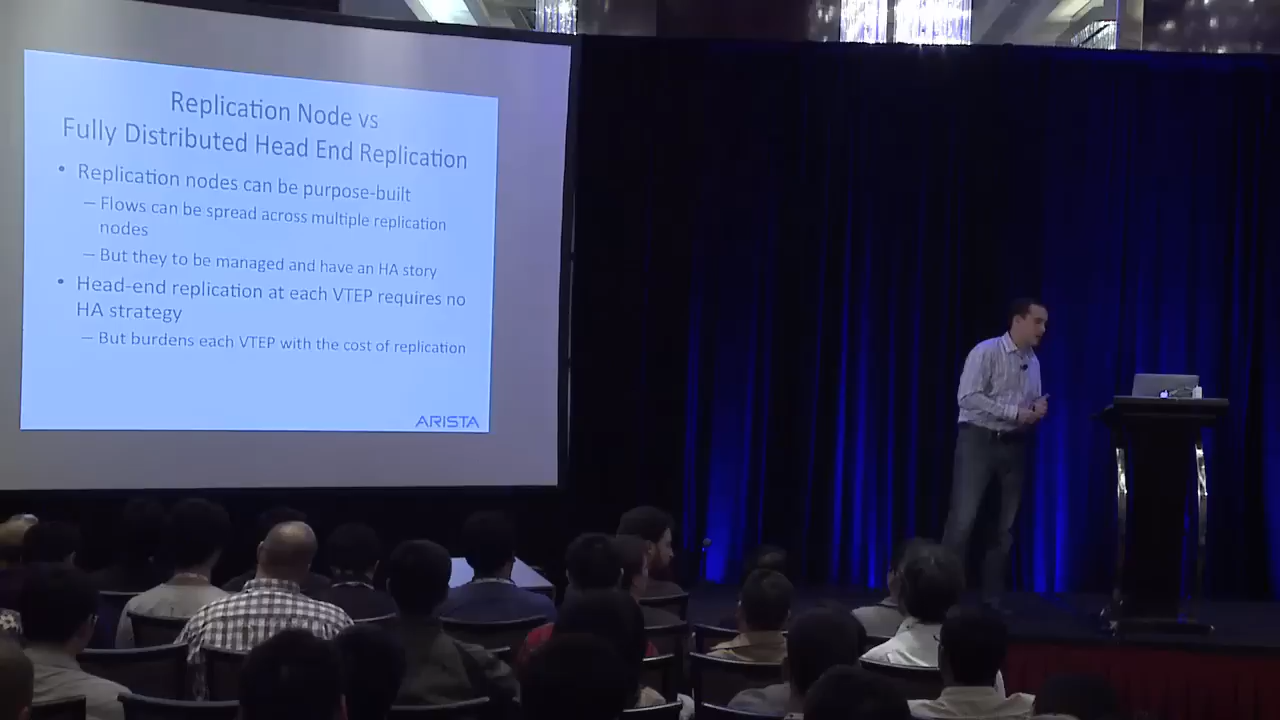 Replication Node vs
Fully Distributed Head End Replication
• Replication nodes can be purpose-built
– Flows can be spread across multiple replication
nodes
– But they to be managed and have an HA story
• Head-end replication at each VTEP requires no
HA strategy
– But burdens each VTEP with the cost of replication
ARISTA